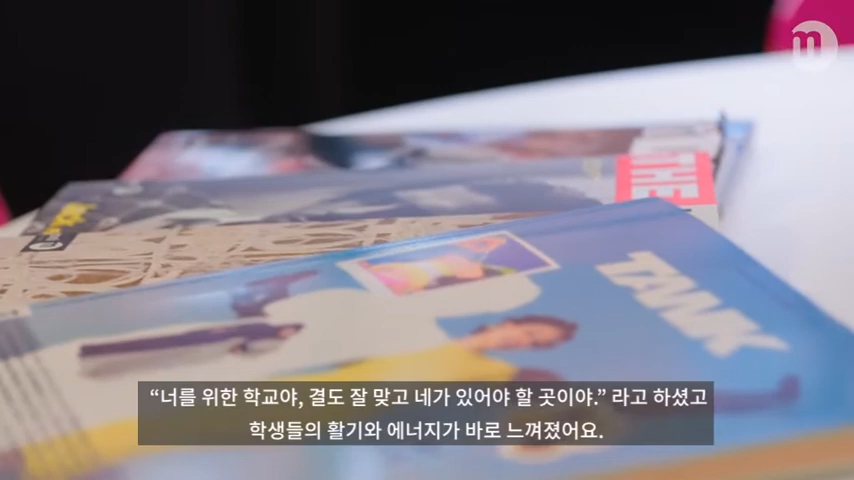 m
THE
TAWK
“너를 위한 학교야, 결도 잘 맞고 네가 있어야 할 곳이야.” 라고 하셨고
학생들의 활기와 에너지가 바로 느껴졌어요.